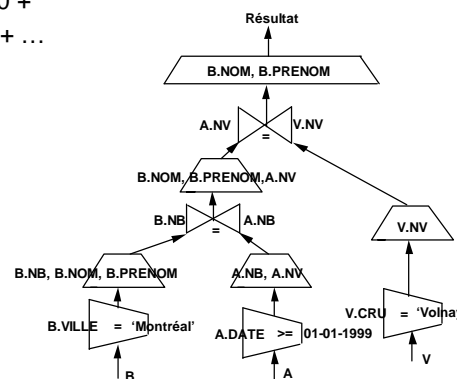 0 +
+ …
Résultat
B.NOM, B.PRENOM
A.NV = V.NV
B.NOM, B.PRENOM,A.NV
B.NB = A.NB
V.NV
B.NB, B.NOM, B.PRENOM
A.NB, A.NV
B.VILLE = 'Montréal'
A.DATE >= 01-01-1999
V.CRU = 'Volnay
B
A
V